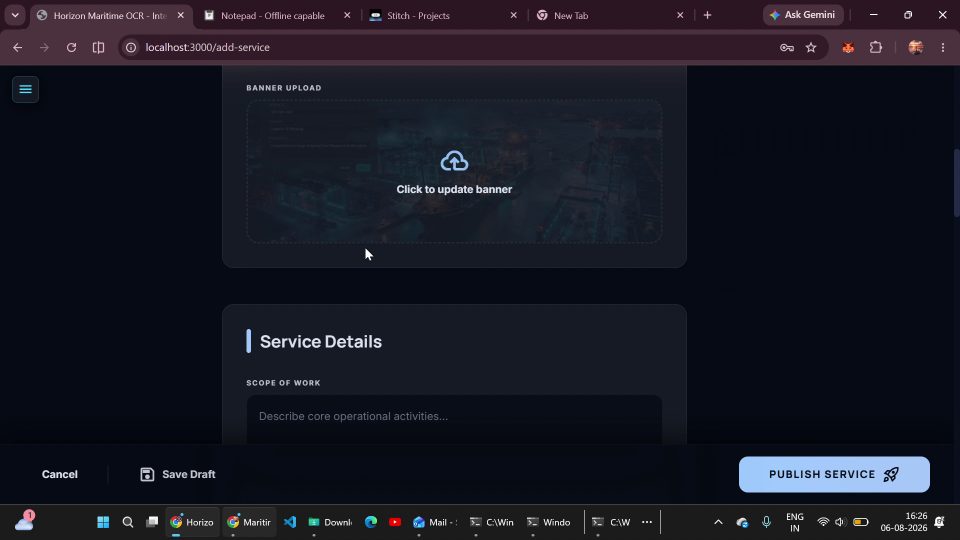 Horizon Maritime OCR - Inte
Notepad - Offline capable
Stitch - Projects
New Tab
Ask Gemini
localhost:3000/add-service
BANNER UPLOAD
Click to update banner
Service Details
SCOPE OF WORK
Describe core operational activities...
Cancel
Save Draft
PUBLISH SERVICE
1
Horizo
Maritir
Downl
Mail -
C:\Win
Windo
C:\W
ENG
IN
16:26
06-08-2026